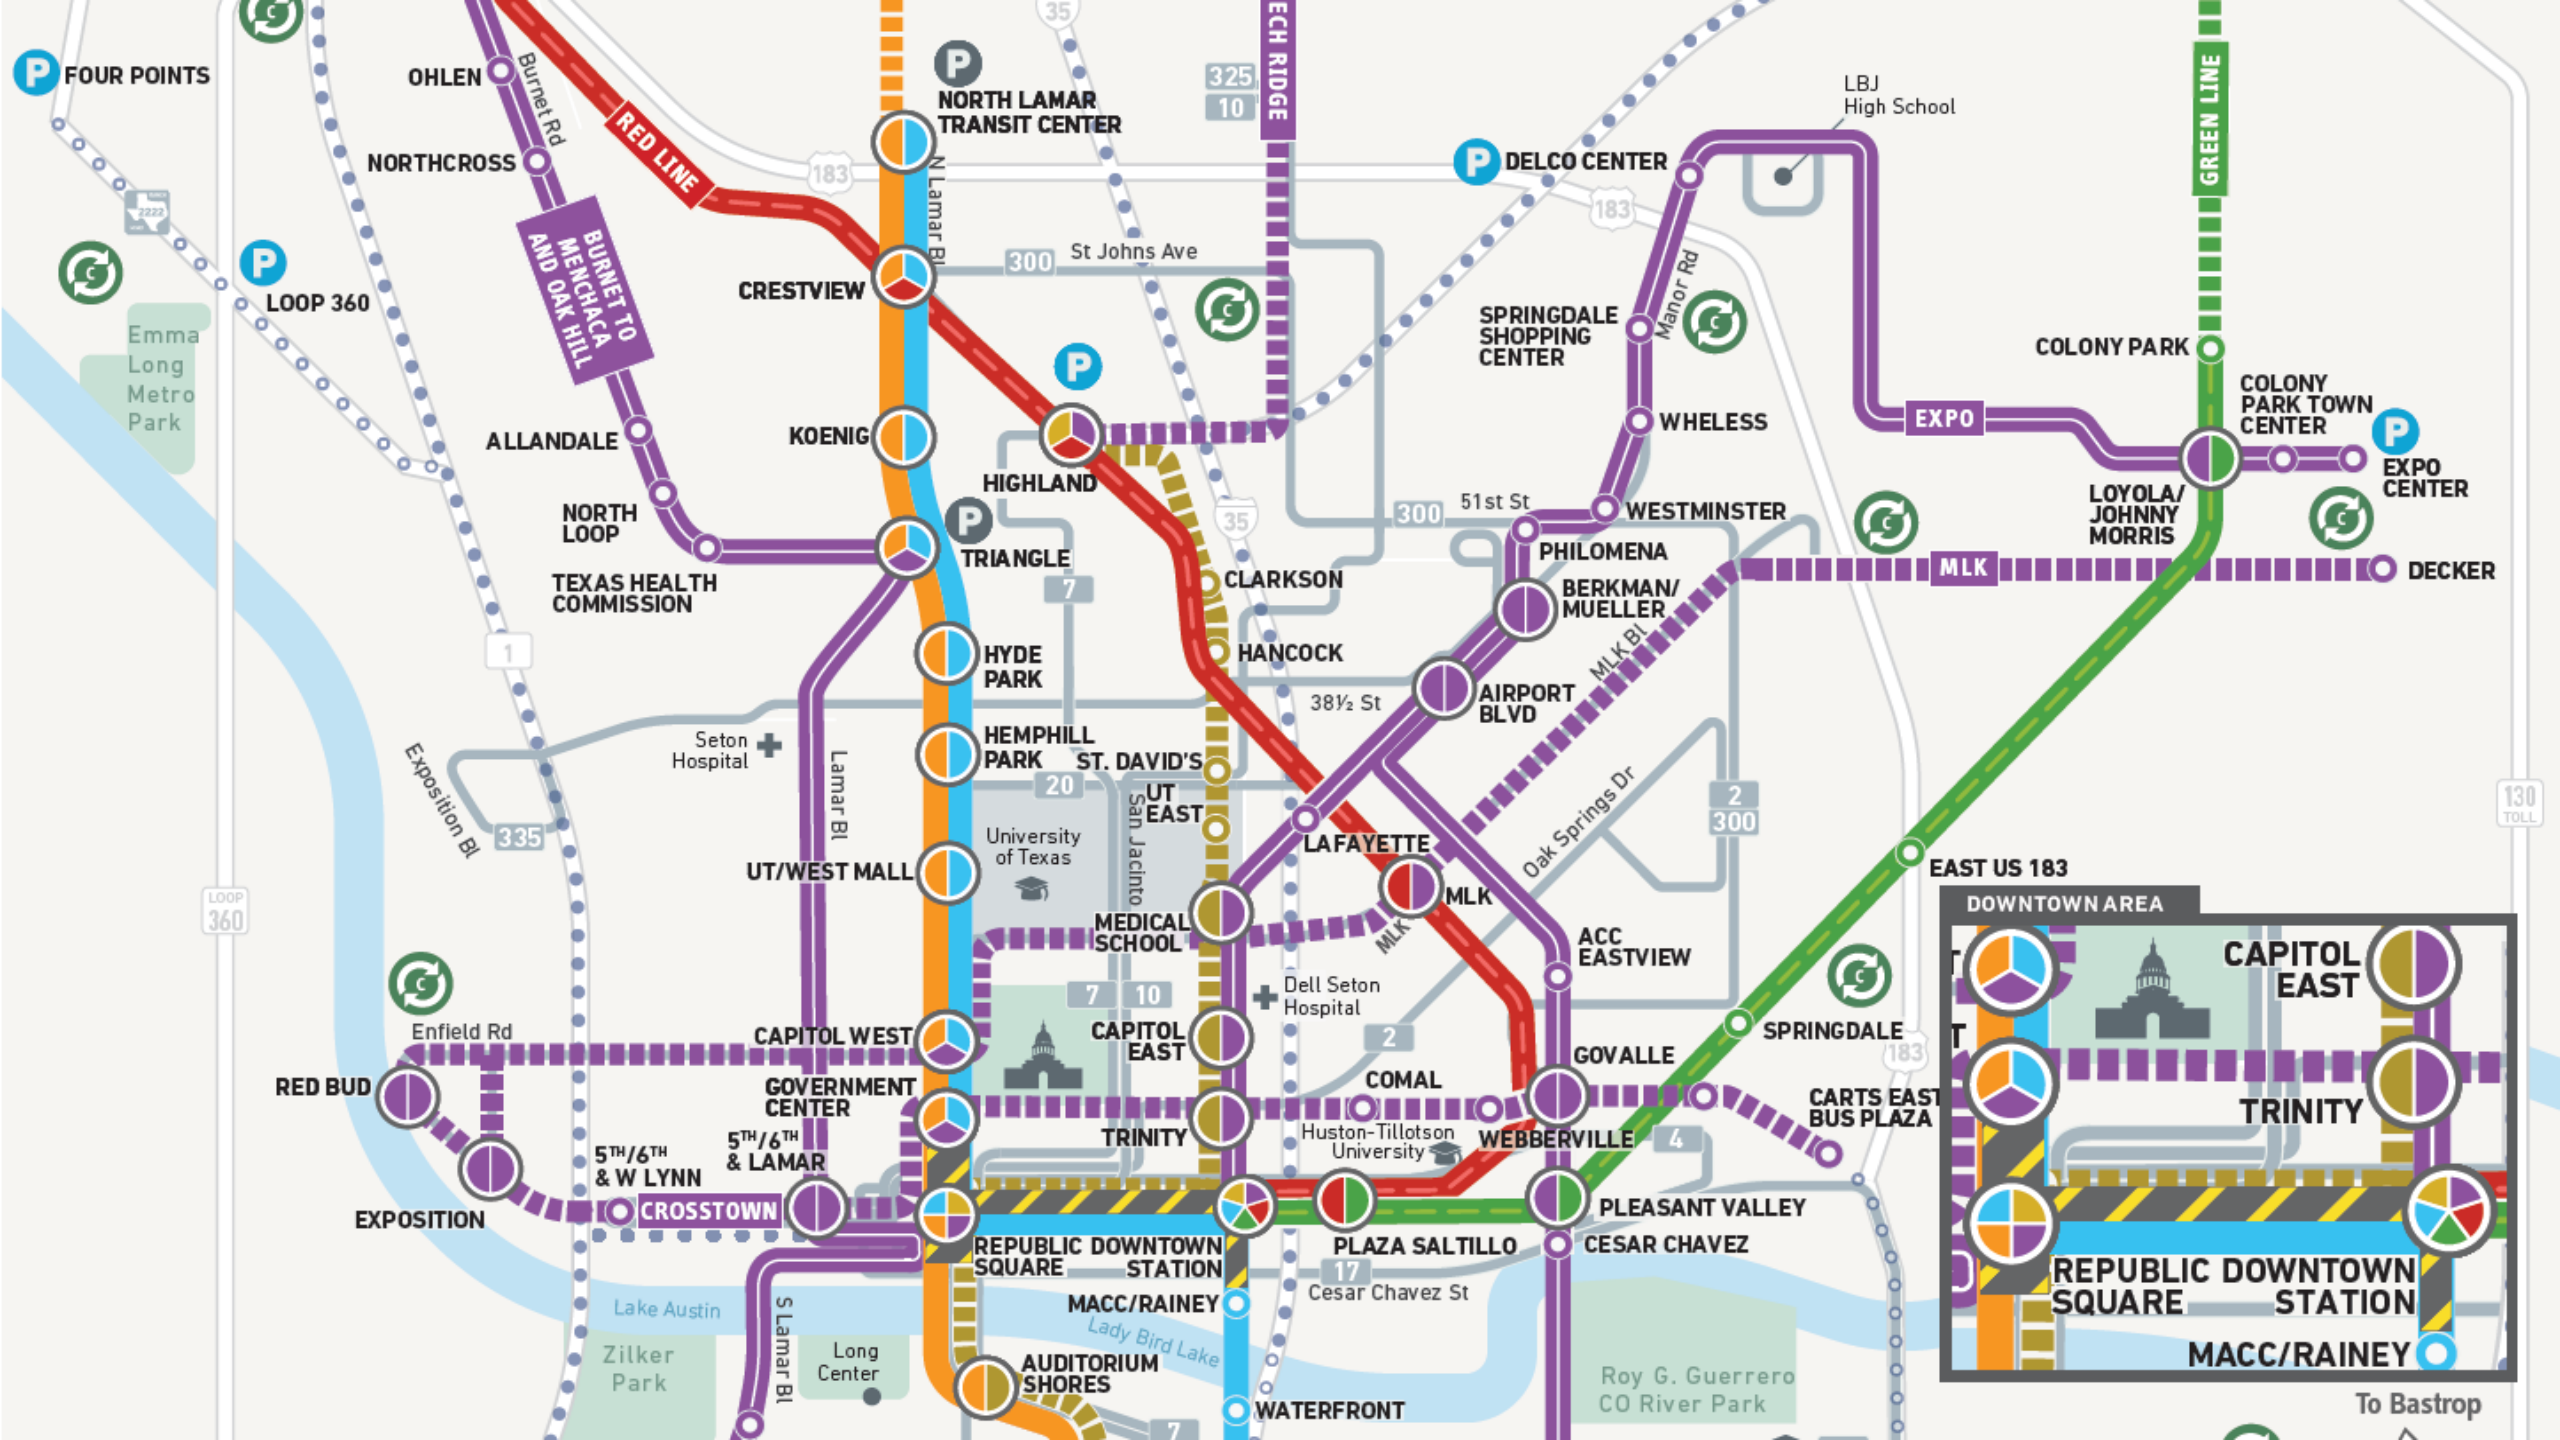 P
FOUR POINTS
OHLEN
Burnet Rd
NORTHCROSS
RED LINE
BURNET TO
MENCHACA
AND OAK HILL
2222
P
LOOP 360
Emma
Long
Metro
Park
ALLANDALE
NORTH
LOOP
TEXAS HEALTH
COMMISSION
1
P
NORTH LAMAR
TRANSIT CENTER
183
N Lamar Bl
CRESTVIEW
300
St Johns Ave
35
325
10
ECH RIDGE
KOENIG
P
HIGHLAND
P
TRIANGLE
7
35
CLARKSON
HANCOCK
HYDE
PARK
HEMPHILL
PARK
ST. DAVID'S
20
UT
EAST
San Jacinto
University
of Texas
UT/WEST MALL
Seton
Hospital
Lamar Bl
Exposition Bl
335
LOOP
360
P
DELCO CENTER
183
LBJ
High School
Manor Rd
SPRINGDALE
SHOPPING
CENTER
WHELESS
300
51st St
WESTMINSTER
PHILOMENA
BERKMAN/
MUELLER
MLK Bl
38½ St
AIRPORT
BLVD
EXPO
MLK
GREEN LINE
COLONY PARK
COLONY
PARK TOWN
CENTER
P
EXPO
CENTER
LOYOLA/
JOHNNY
MORRIS
DECKER
2
300
Oak Springs Dr
LAFAYETTE
MLK
MLK
ACC
EASTVIEW
EAST US 183
130
TOLL
SPRINGDALE
183
MEDICAL
SCHOOL
Dell Seton
Hospital
7
10
CAPITOL
EAST
CAPITOL WEST
GOVERNMENT
CENTER
TRINITY
2
COMAL
GOVALLE
Huston-Tillotson
University
WEBBERVILLE
4
CARTS EAST
BUS PLAZA
Enfield Rd
RED BUD
EXPOSITION
5TH/6TH
& W LYNN
5TH/6TH
& LAMAR
CROSSTOWN
REPUBLIC
SQUARE
DOWNTOWN
STATION
PLAZA SALTILLO
PLEASANT VALLEY
CESAR CHAVEZ
17
Cesar Chavez St
MACC/RAINEY
Lake Austin
Lady Bird Lake
Zilker
Park
S Lamar Bl
Long
Center
AUDITORIUM
SHORES
7
WATERFRONT
Roy G. Guerrero
CO River Park
DOWNTOWN AREA
T
T
CAPITOL
EAST
TRINITY
REPUBLIC
SQUARE
DOWNTOWN
STATION
MACC/RAINEY
To Bastrop